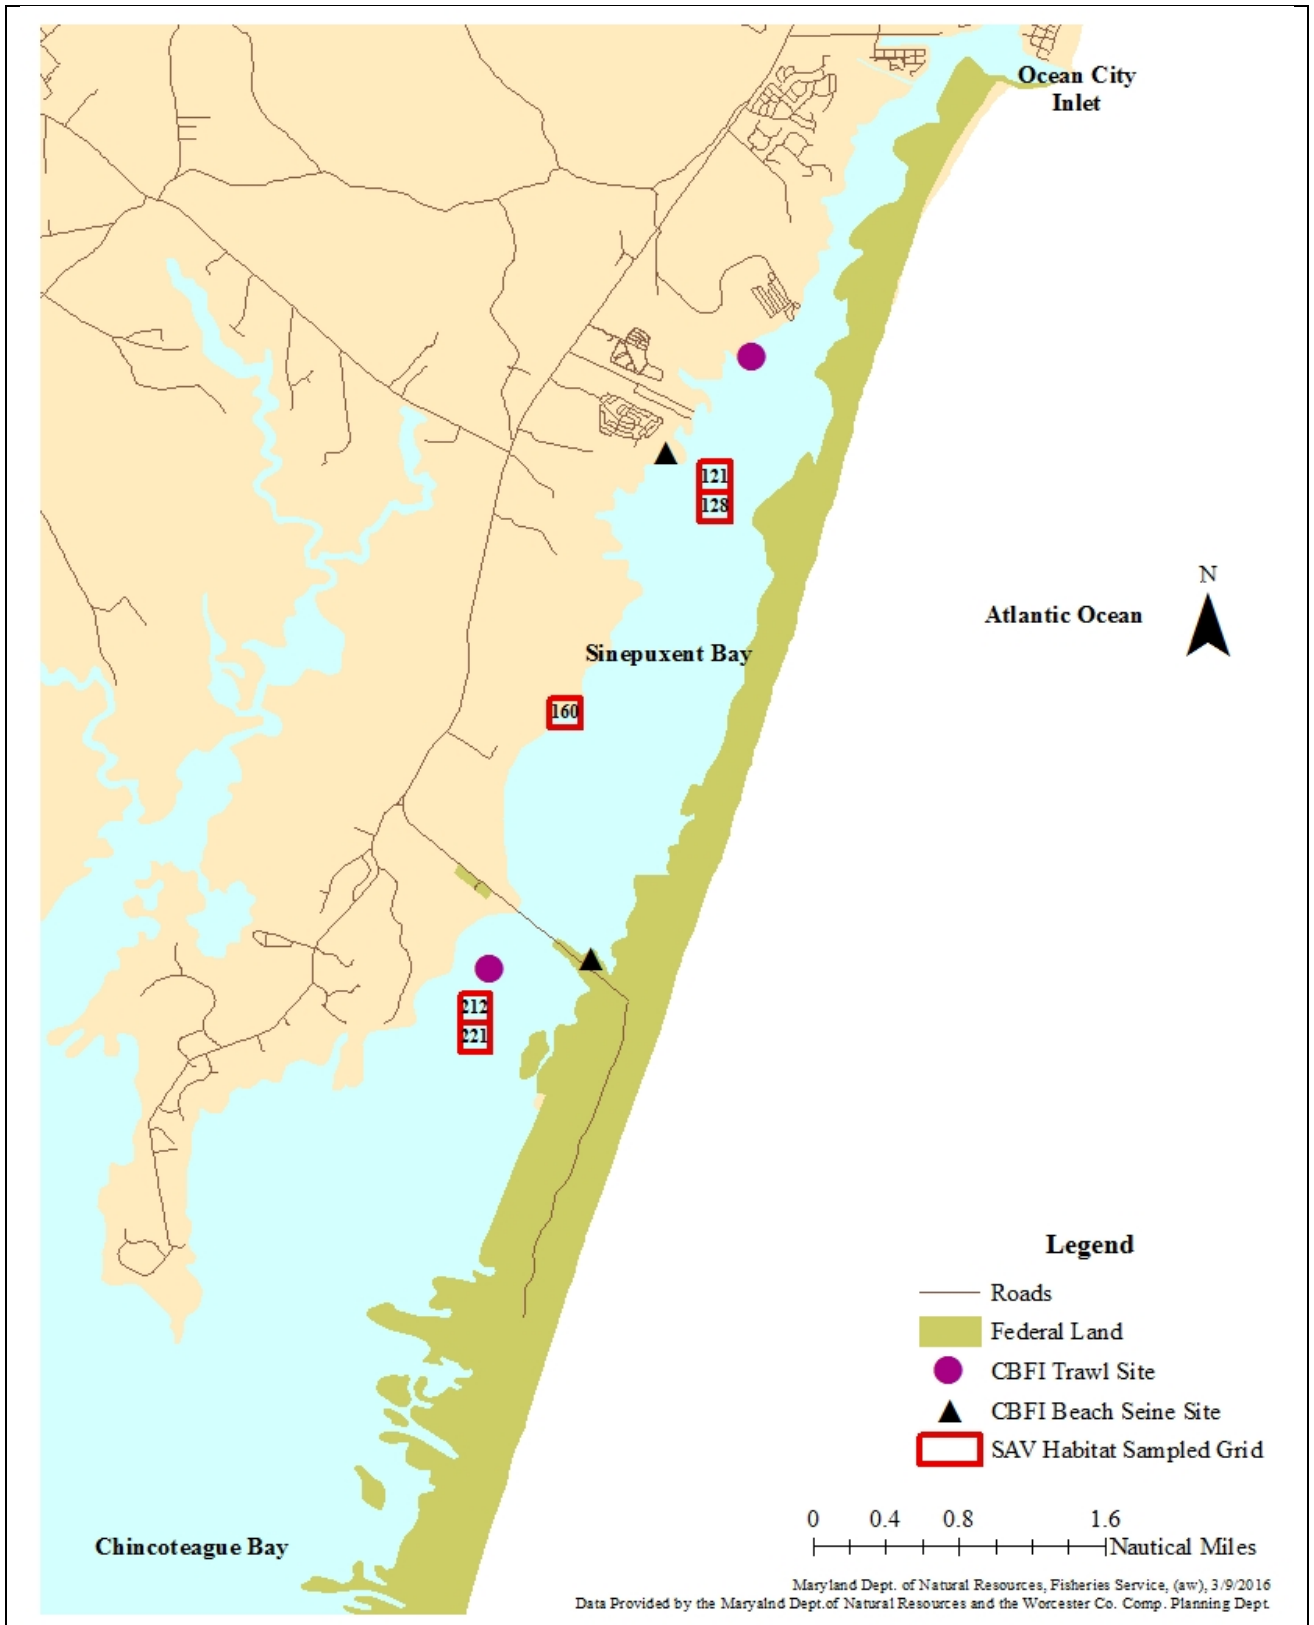 Ocean City
Inlet
121
128
N
Atlantic Ocean
Sinepuxent Bay
160
212
221
Legend
Roads
Federal Land
CBFI Trawl Site
CBFI Beach Seine Site
SAV Habitat Sampled Grid
0 0.4 0.8 1.6
Nautical Miles
Chincoteague Bay
Maryland Dept. of Natural Resources, Fisheries Service, (aw), 3/9/2016
Data Provided by the Maryalnd Dept.of Natural Resources and the Worcester Co. Comp. Planning Dept.